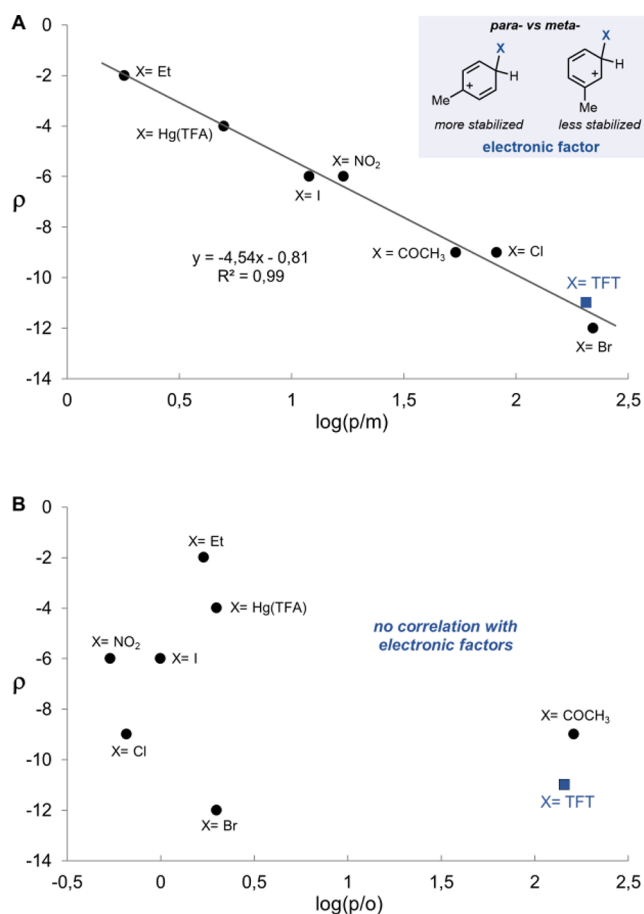 A
0
-2
-4
-6
-8
-10
-12
-14
ρ
0
0,5
1
1,5
2
2,5
log(p/m)
X= Et
X= Hg(TFA)
X= NO₂
X= I
X = COCH₃
X= Cl
X= TFT
X= Br
y = -4,54x - 0,81
R² = 0,99
para- vs meta-
X
H
+
Me
X
H
+
Me
more stabilized
less stabilized
electronic factor
B
0
-2
-4
-6
-8
-10
-12
-14
ρ
-0,5
0
0,5
1
1,5
2
2,5
log(p/o)
X= Et
X= Hg(TFA)
X= NO₂
X= I
no correlation with
electronic factors
X= COCH₃
X= Cl
X= TFT
X= Br